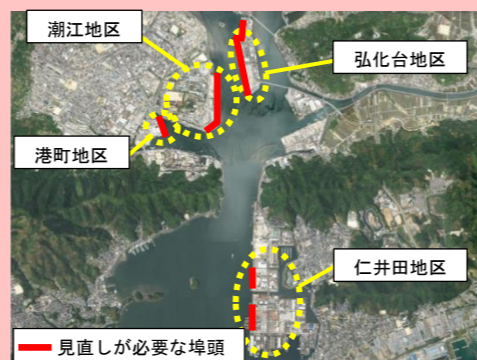 潮江地区
弘化台地区
港町地区
仁井田地区
見直しが必要な埠頭